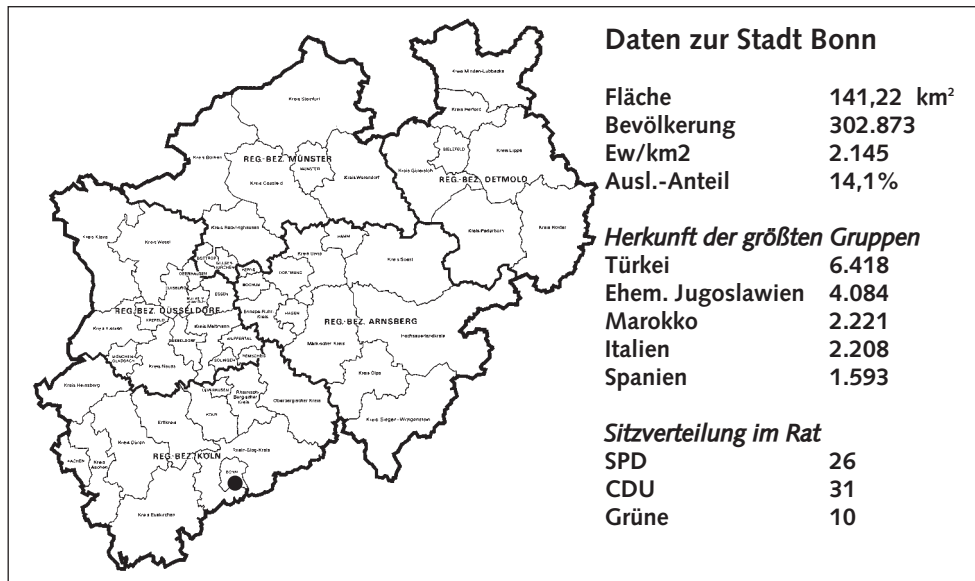 Daten zur Stadt Bonn
Fläche 141,22 km²
Bevölkerung 302.873
Ew/km2 2.145
Ausl.-Anteil 14,1%
Herkunft der größten Gruppen
Türkei 6.418
Ehem. Jugoslawien 4.084
Marokko 2.221
Italien 2.208
Spanien 1.593
Sitzverteilung im Rat
SPD 26
CDU 31
Grüne 10
Kreis Minden-Lübbecke
Kreis Steinfurt
Kreis Herford
Kreis Borken
REG.-BEZ. MÜNSTER
MÜNSTER
BIELEFELD
Kreis Lippe
Kreis Coesfeld
Kreis Warendorf
Kreis Gütersloh
REG.-BEZ. DETMOLD
Kreis Kleve
Kreis Wesel
Kreis Recklinghausen
HAMM
Kreis Paderborn
Kreis Höxter
Kreis Unna
Kreis Soest
BOTTROP
OBERHAUSEN
HERNE
DORTMUND
DUISBURG
ESSEN
BOCHUM
REG.-BEZ. DÜSSELDORF
KREFELD
Kreis Mettmann
HAGEN
REG.-BEZ. ARNSBERG
Kreis Viersen
DÜSSELDORF
WUPPERTAL
Märkischer Kreis
Hochsauerlandkreis
Kreis Neuss
SOLINGEN
REMSCHEID
Kreis Heinsberg
Kreis Olpe
LEVERKUSEN
Oberbergischer Kreis
Erftkreis
KÖLN
Kreis Siegen-Wittgenstein
Kreis Düren
REG.-BEZ. KÖLN
Rhein-Sieg-Kreis
AACHEN
Kreis Aachen
BONN
Kreis Euskirchen